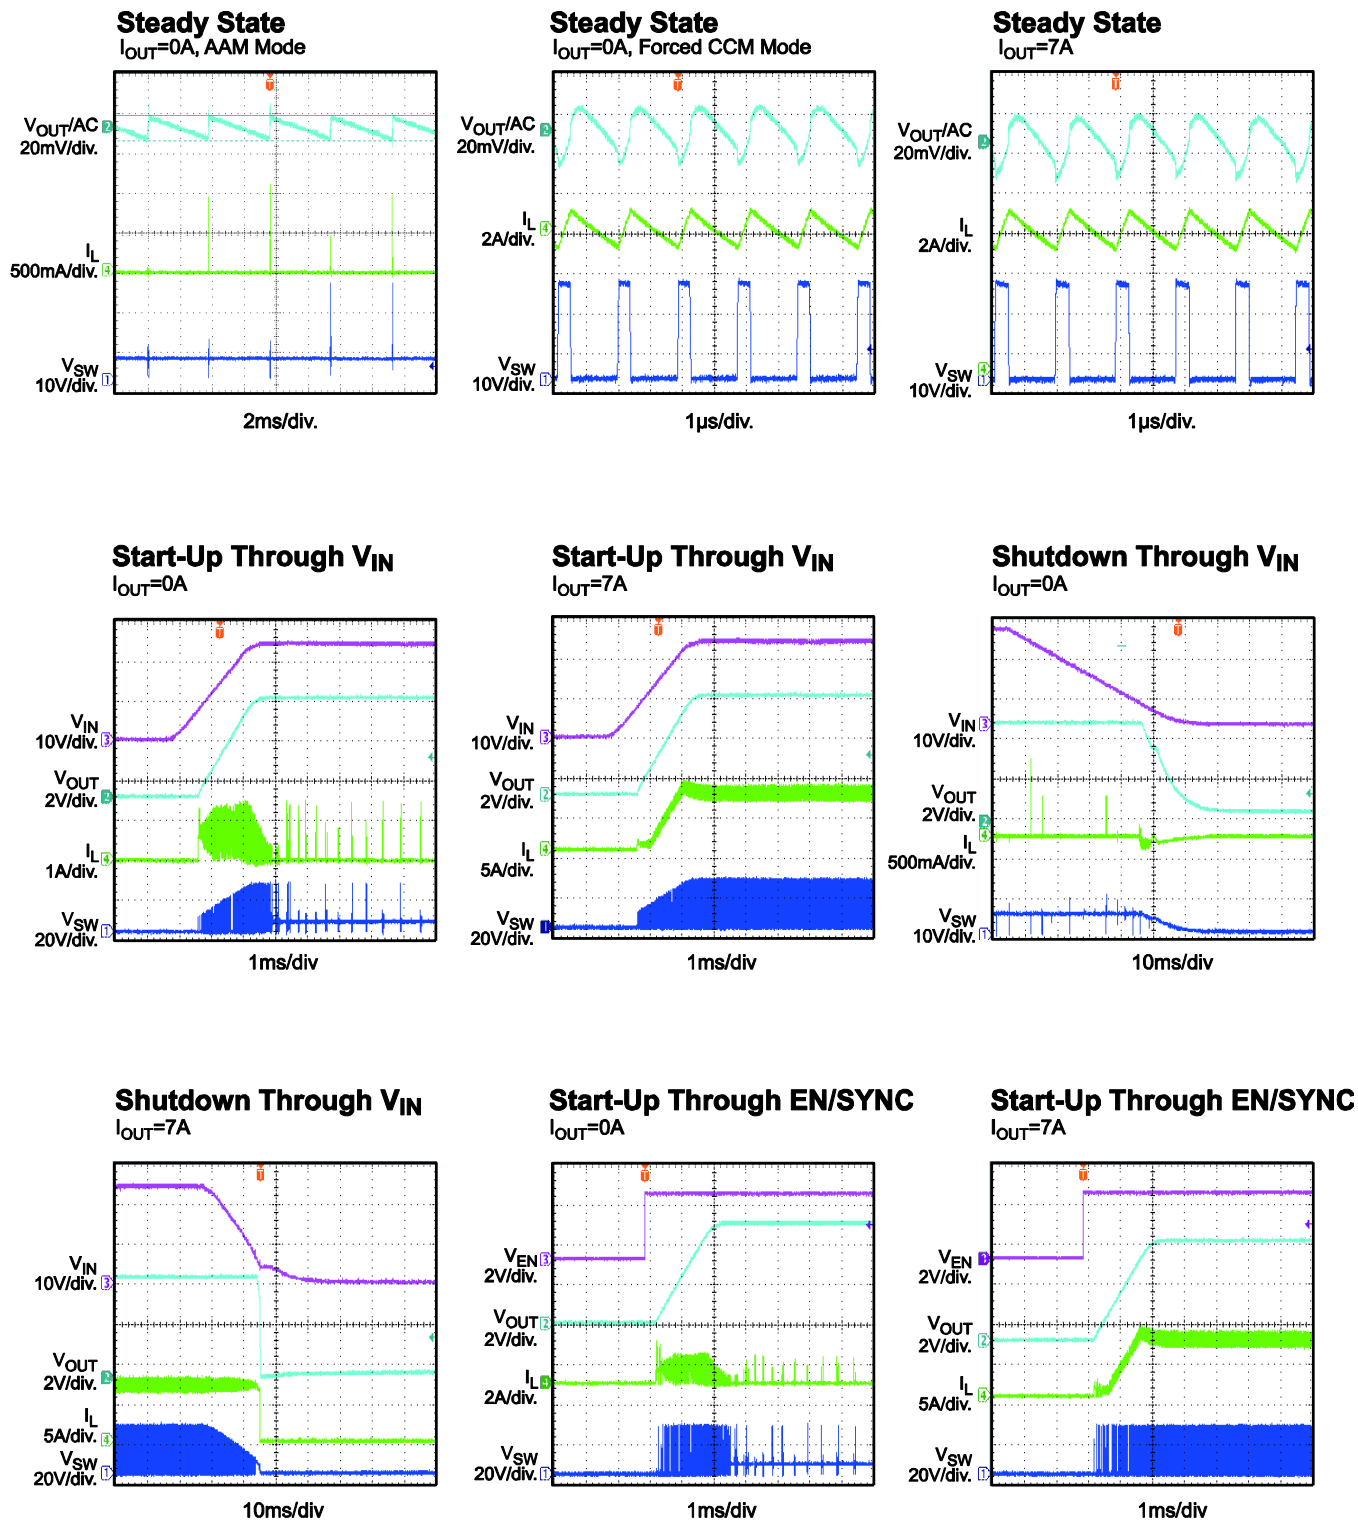 Steady State
IOUT=0A, AAM Mode
VOUT/AC
20mV/div.
IL
500mA/div.
VSW
10V/div.
2ms/div.
Steady State
IOUT=0A, Forced CCM Mode
VOUT/AC
20mV/div.
IL
2A/div.
VSW
10V/div.
1µs/div.
Steady State
IOUT=7A
VOUT/AC
20mV/div.
IL
2A/div.
VSW
10V/div.
1µs/div.
Start-Up Through VIN
IOUT=0A
VIN
10V/div.
VOUT
2V/div.
IL
1A/div.
VSW
20V/div.
1ms/div
Start-Up Through VIN
IOUT=7A
VIN
10V/div.
VOUT
2V/div.
IL
5A/div.
VSW
20V/div.
1ms/div
Shutdown Through VIN
IOUT=0A
VIN
10V/div.
VOUT
2V/div.
IL
500mA/div.
VSW
10V/div.
10ms/div
Shutdown Through VIN
IOUT=7A
VIN
10V/div.
VOUT
2V/div.
IL
5A/div.
VSW
20V/div.
10ms/div
Start-Up Through EN/SYNC
IOUT=0A
VEN
2V/div.
VOUT
2V/div.
IL
2A/div.
VSW
20V/div.
1ms/div
Start-Up Through EN/SYNC
IOUT=7A
VEN
2V/div.
VOUT
2V/div.
IL
5A/div.
VSW
20V/div.
1ms/div